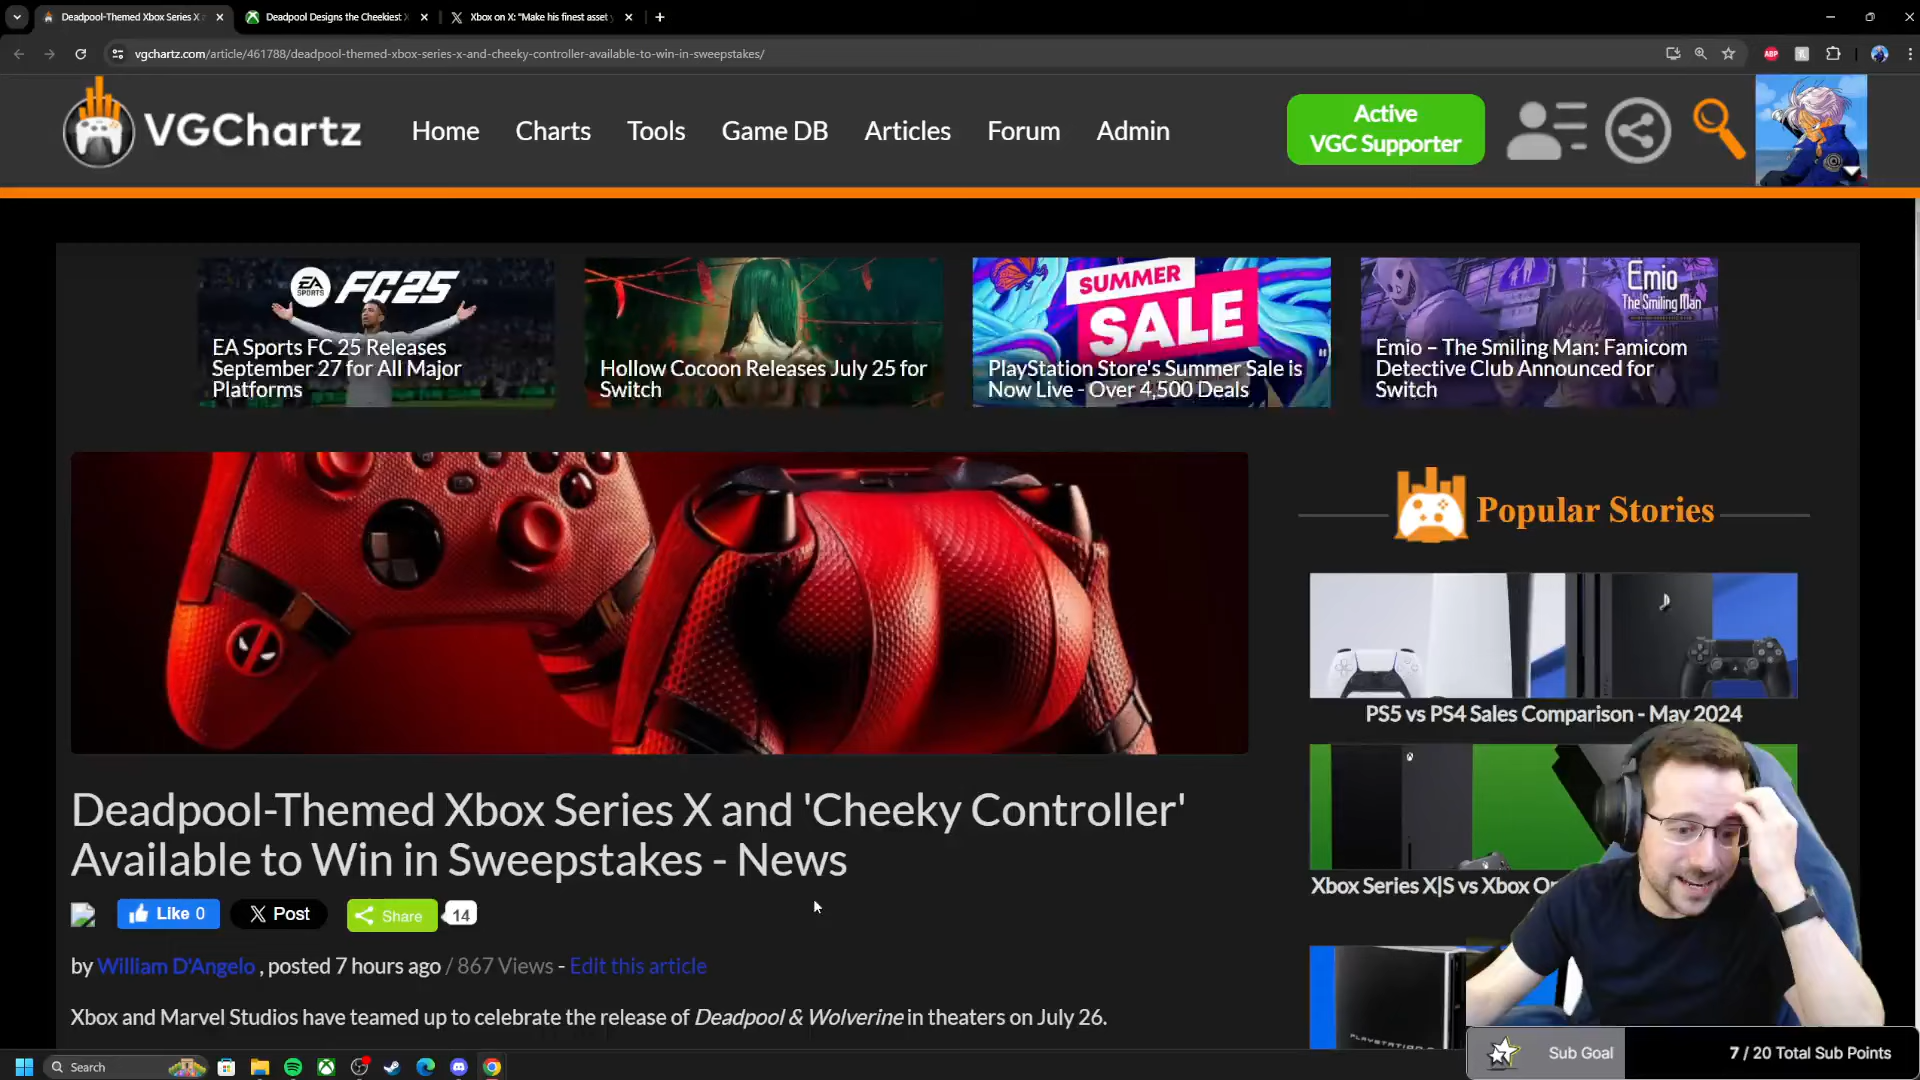 Deadpool-Themed Xbox Series X
Deadpool Designs the Cheekiest X
Xbox on X: "Make his finest asset
vgchartz.com/article/461788/deadpool-themed-xbox-series-x-and-cheeky-controller-available-to-win-in-sweepstakes/
ABP
VGChartz
Home
Charts
Tools
Game DB
Articles
Forum
Admin
Active
VGC Supporter
EA SPORTS FC25
EA Sports FC 25 Releases
September 27 for All Major
Platforms
Hollow Cocoon Releases July 25 for
Switch
SUMMER
SALE
PlayStation Store's Summer Sale is
Now Live - Over 4,500 Deals
Emio
The Smiling Man
Emio – The Smiling Man: Famicom
Detective Club Announced for
Switch
Popular Stories
PS5 vs PS4 Sales Comparison - May 2024
Deadpool-Themed Xbox Series X and 'Cheeky Controller'
Available to Win in Sweepstakes - News
Xbox Series X|S vs Xbox On
Like 0
Post
Share
14
by William D'Angelo , posted 7 hours ago / 867 Views - Edit this article
Xbox and Marvel Studios have teamed up to celebrate the release of Deadpool & Wolverine in theaters on July 26.
Search
Sub Goal
7 / 20 Total Sub Points